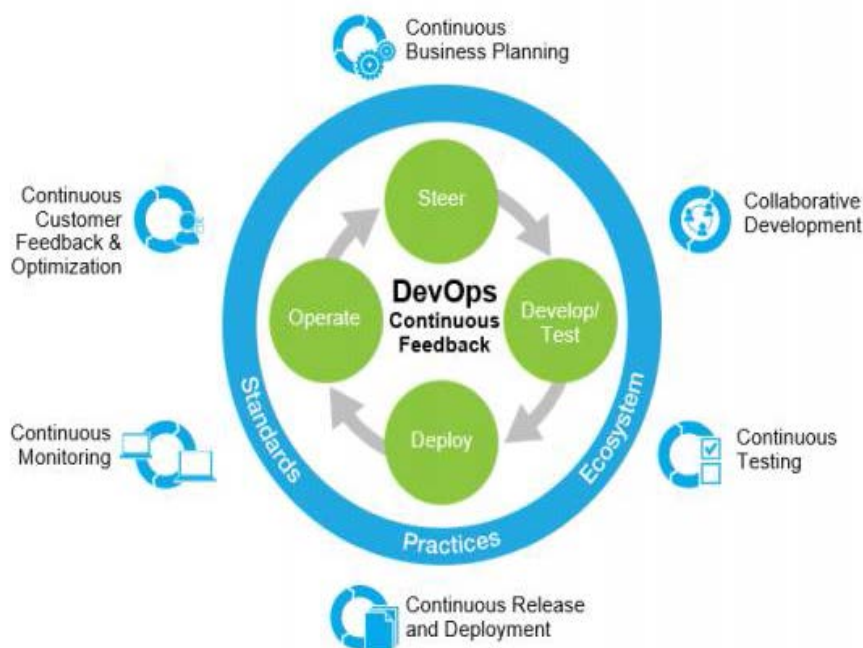 Continuous
Business Planning
Continuous
Customer
Feedback &
Optimization
Steer
Collaborative
Development
Operate
DevOps
Continuous
Feedback
Develop/
Test
Continuous
Monitoring
Deploy
Continuous
Testing
Standards
Practices
Ecosystem
Continuous Release
and Deployment